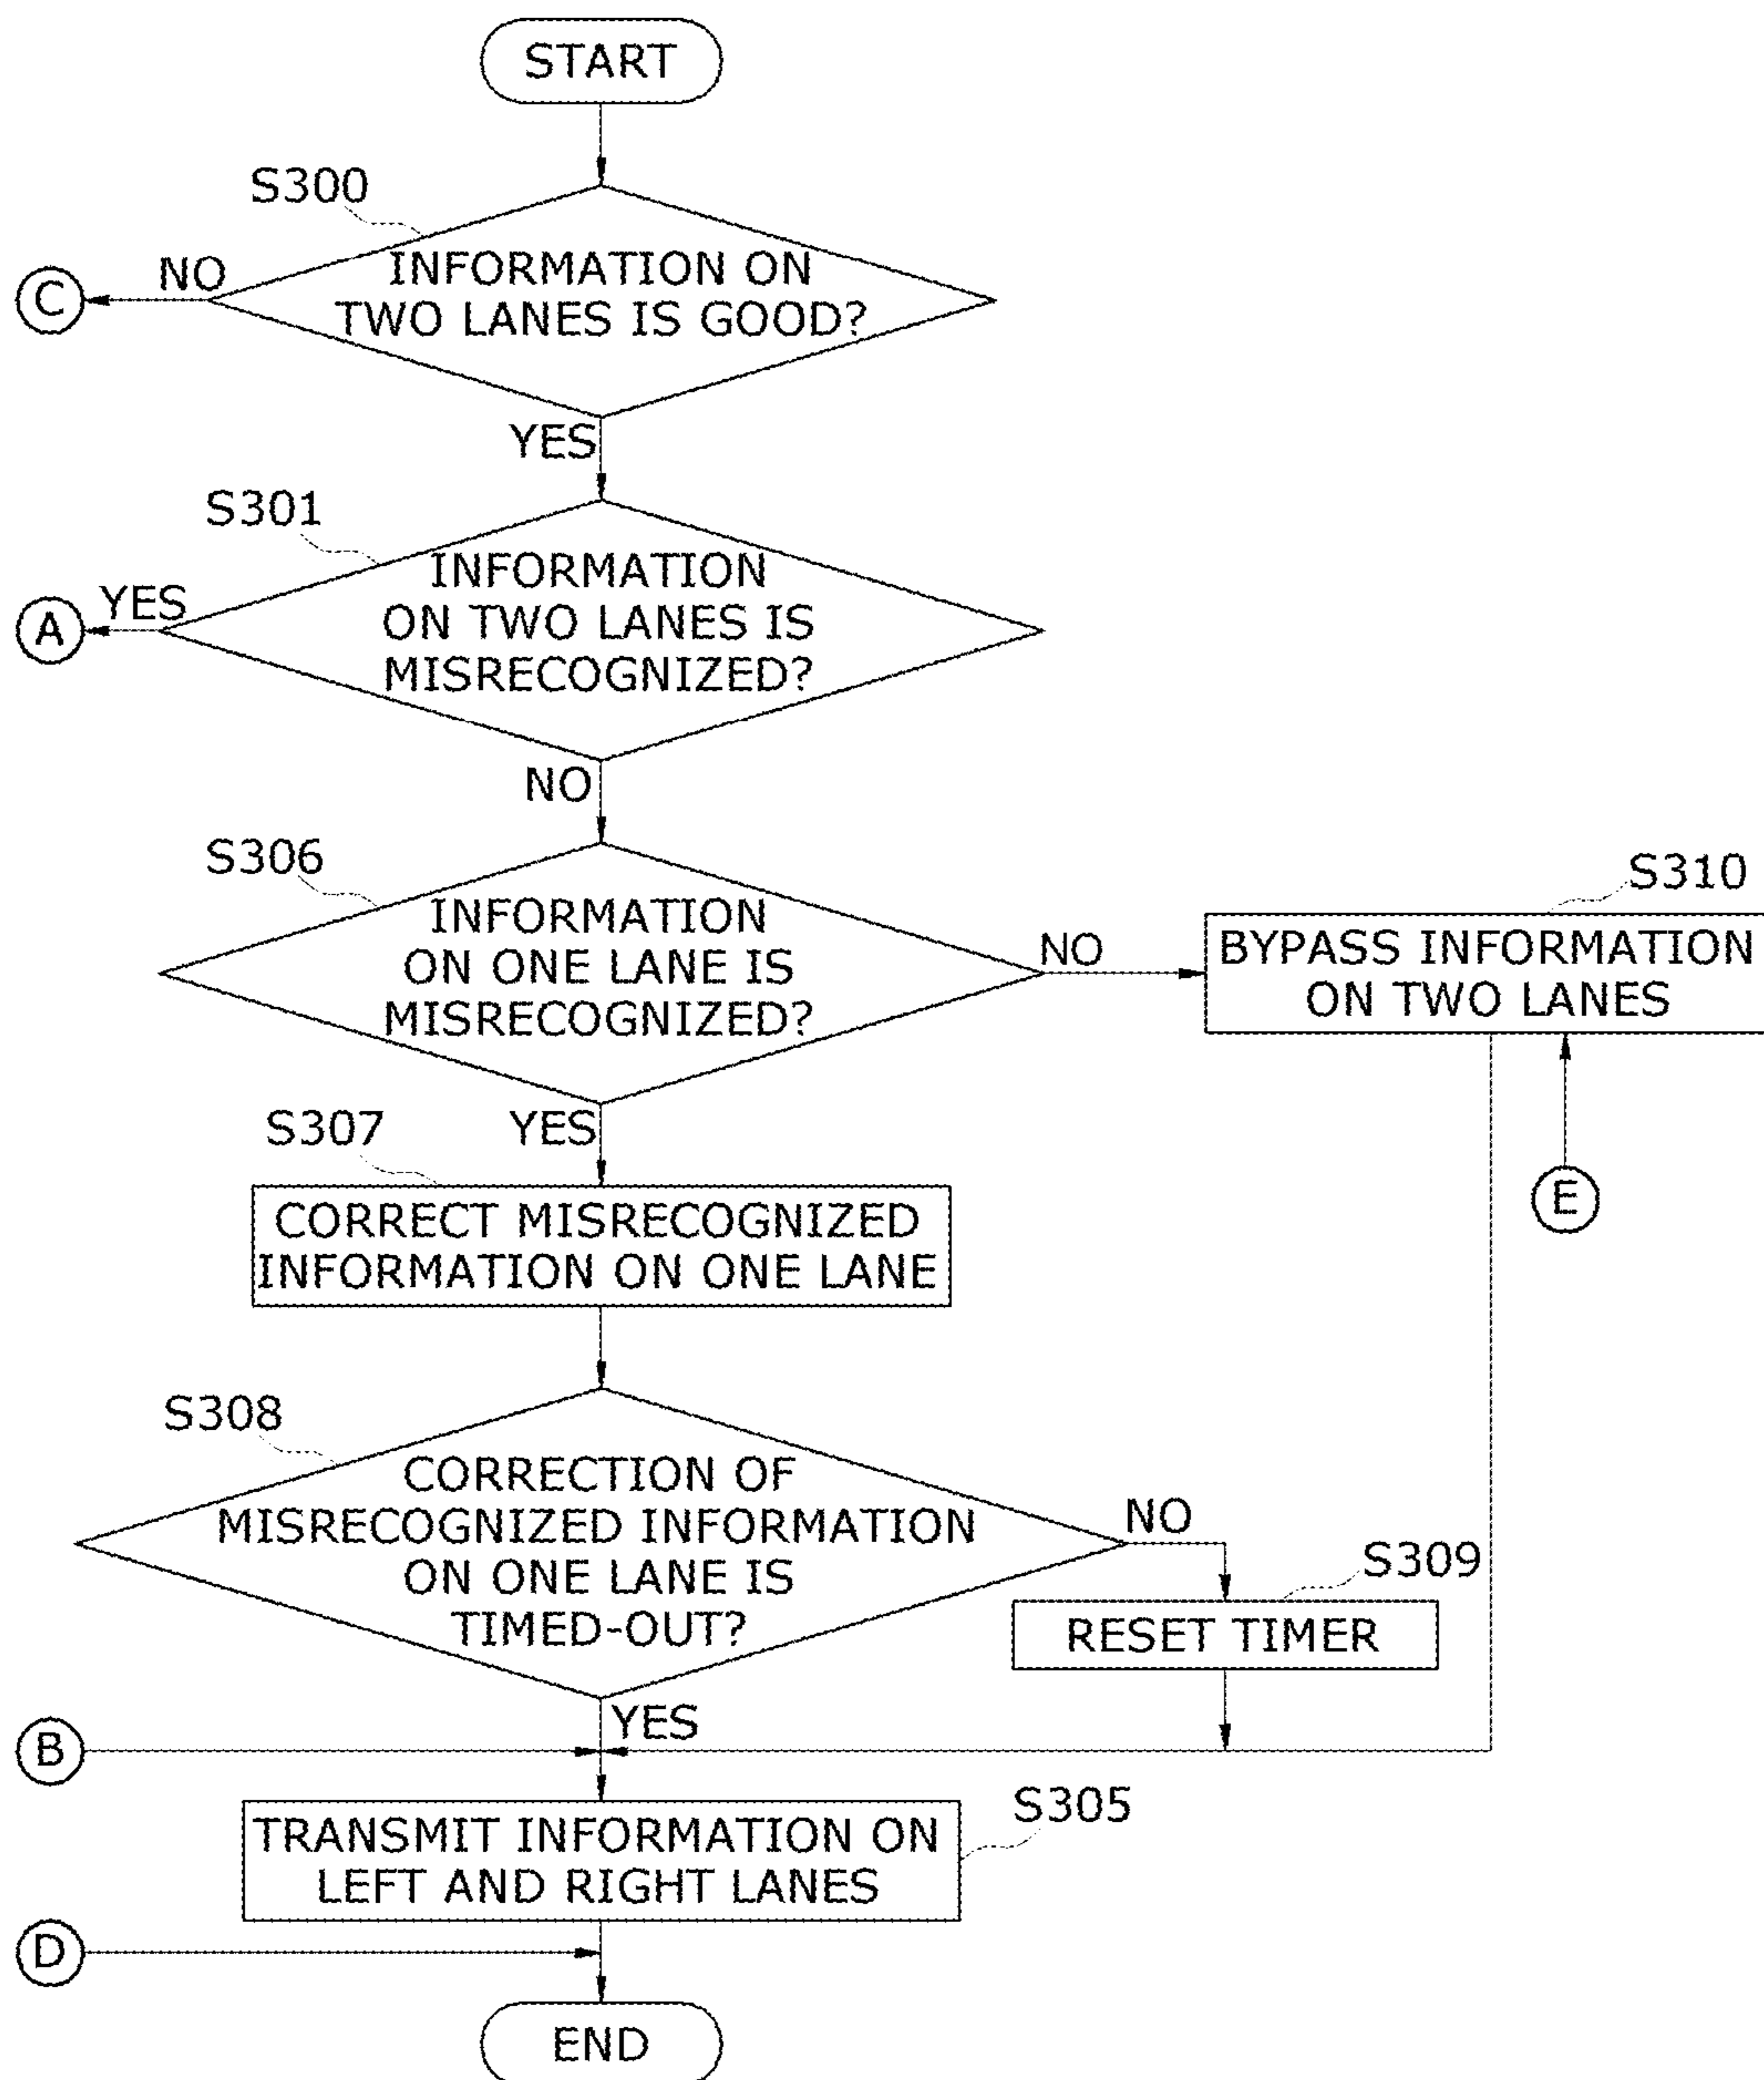 START
S300
INFORMATION ON
TWO LANES IS GOOD?
NO
C
YES
S301
INFORMATION
ON TWO LANES IS
MISRECOGNIZED?
YES
A
NO
S306
INFORMATION
ON ONE LANE IS
MISRECOGNIZED?
NO
S310
BYPASS INFORMATION
ON TWO LANES
E
YES
S307
CORRECT MISRECOGNIZED
INFORMATION ON ONE LANE
S308
CORRECTION OF
MISRECOGNIZED INFORMATION
ON ONE LANE IS
TIMED-OUT?
NO
S309
RESET TIMER
YES
B
S305
TRANSMIT INFORMATION ON
LEFT AND RIGHT LANES
D
END